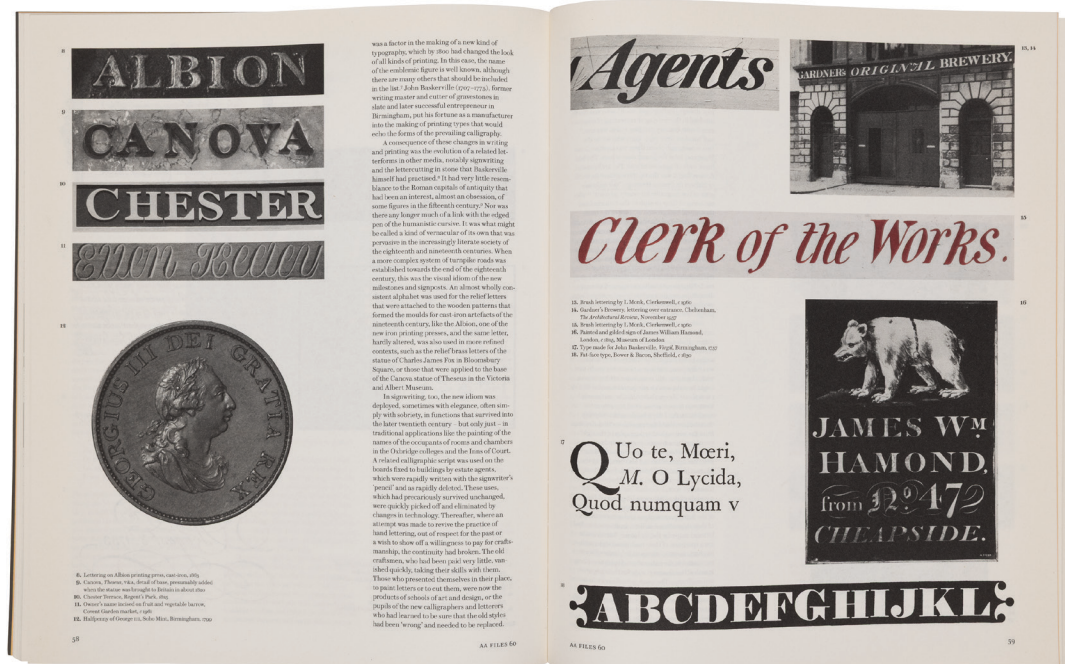 8
ALBION
9
CANOVA
10
CHESTER
11
12
GEORGIUS III DEI GRATIA REX
8. Lettering on Albion printing press, cast-iron, 1863
9. Canova, Theseus, V&A, detail of base, presumably added
when the statue was brought to Britain in about 1820
10. Chester Terrace, Regent's Park, 1825
11. Owner's name incised on fruit and vegetable barrow,
Covent Garden market, c 1960
12. Halfpenny of George III, Soho Mint, Birmingham, 1799
58
was a factor in the making of a new kind of
typography, which by 1800 had changed the look
of all kinds of printing. In this case, the name
of the emblematic figure is well known, although
there are many others that should be included
in the list.7 John Baskerville (1707–1775), former
writing master and cutter of gravestones in
slate and later successful entrepreneur in
Birmingham, put his fortune as a manufacturer
into the making of printing types that would
echo the forms of the prevailing calligraphy.
A consequence of these changes in writing
and printing was the evolution of a related let-
terforms in other media, notably signwriting
and the lettercutting in stone that Baskerville
himself had practised.8 It had very little resem-
blance to the Roman capitals of antiquity that
had been an interest, almost an obsession, of
some figures in the fifteenth century.9 Nor was
there any longer much of a link with the edged
pen of the humanistic cursive. It was what might
be called a kind of vernacular of its own that was
pervasive in the increasingly literate society of
the eighteenth and nineteenth centuries. When
a more complex system of turnpike roads was
established towards the end of the eighteenth
century, this was the visual idiom of the new
milestones and signposts. An almost wholly con-
sistent alphabet was used for the relief letters
that were attached to the wooden patterns that
formed the moulds for cast-iron artefacts of the
nineteenth century, like the Albion, one of the
new iron printing presses, and the same letter,
hardly altered, was also used in more refined
contexts, such as the relief brass letters of the
statue of Charles James Fox in Bloomsbury
Square, or those that were applied to the base
of the Canova statue of Theseus in the Victoria
and Albert Museum.
In signwriting, too, the new idiom was
deployed, sometimes with elegance, often sim-
ply with sobriety, in functions that survived into
the later twentieth century – but only just – in
traditional applications like the painting of the
names of the occupants of rooms and chambers
in the Oxbridge colleges and the Inns of Court.
A relaxed calligraphic script was used on the
boards fixed to buildings by estate agents,
which were rapidly written with the signwriter's
'pencil' and as rapidly deleted. These uses,
which had precariously survived unchanged,
were quickly picked off and eliminated by
changes in technology. Thereafter, where an
attempt was made to revive the practice of
hand lettering, out of respect for the past or
a wish to show off a willingness to pay for crafts-
manship, the continuity had broken. The old
craftsmen, who had been paid very little, van-
ished quickly, taking their skills with them.
Those who presented themselves in their place,
to paint letters or to cut them, were now the
products of schools of art and design, or the
pupils of the new calligraphers and letterers
who had learned to be sure that the old styles
had been 'wrong' and needed to be replaced.
AA FILES 60
13, 14
Agents
GARDNER'S ORIGINAL BREWERY.
15
Clerk of the Works.
13. Brush lettering by L Monk, Clerkenwell, c 1960
14. Gardner's Brewery, lettering over entrance, Cheltenham,
The Architectural Review, November 1937
15. Brush lettering by L Monk, Clerkenwell, c 1960
16. Painted and gilded sign of James William Hamond,
London, Museum of London
17. Type made for John Baskerville. Virgil, Birmingham, 1757
18. Fat-face type, Bower & Bacon, Sheffield, c 1830
16
JAMES WM
HAMOND,
from No. 47
CHEAPSIDE.
17
QUo te, Mœri,
M. O Lycida,
Quod numquam v
ABCDEFGHIJKL
AA FILES 60
59